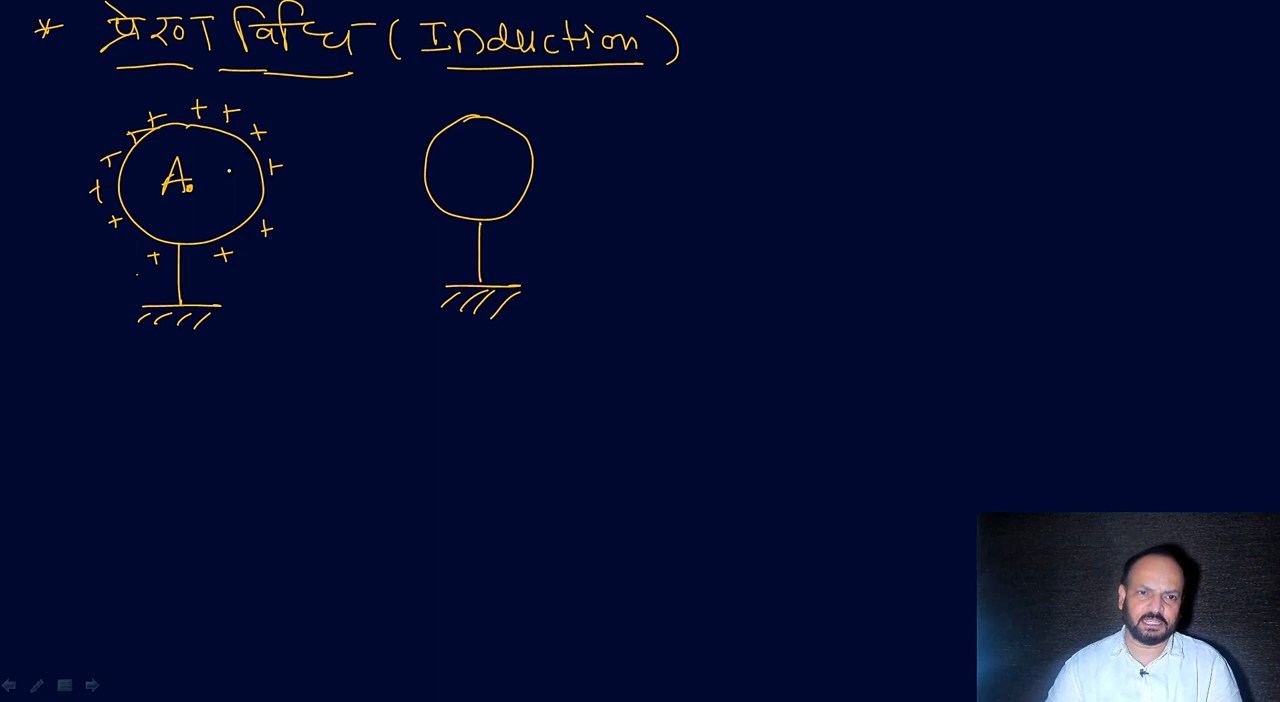 * प्रेरण विधि (Induction)
+ + + +
+ + +
+ A. +
+ +
+ +